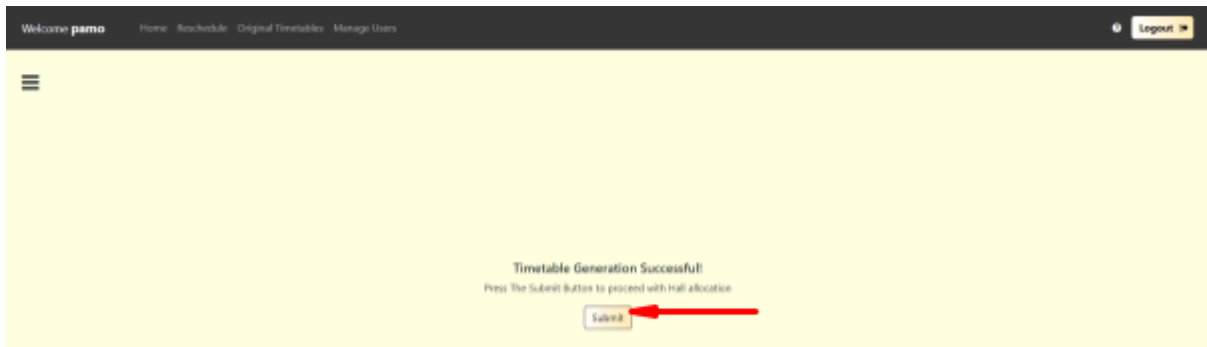 Welcome pamo Home Reschedule Original Timetables Manage Users Logout
Timetable Generation Successful!
Press The Submit Button to proceed with Hall allocation
Submit